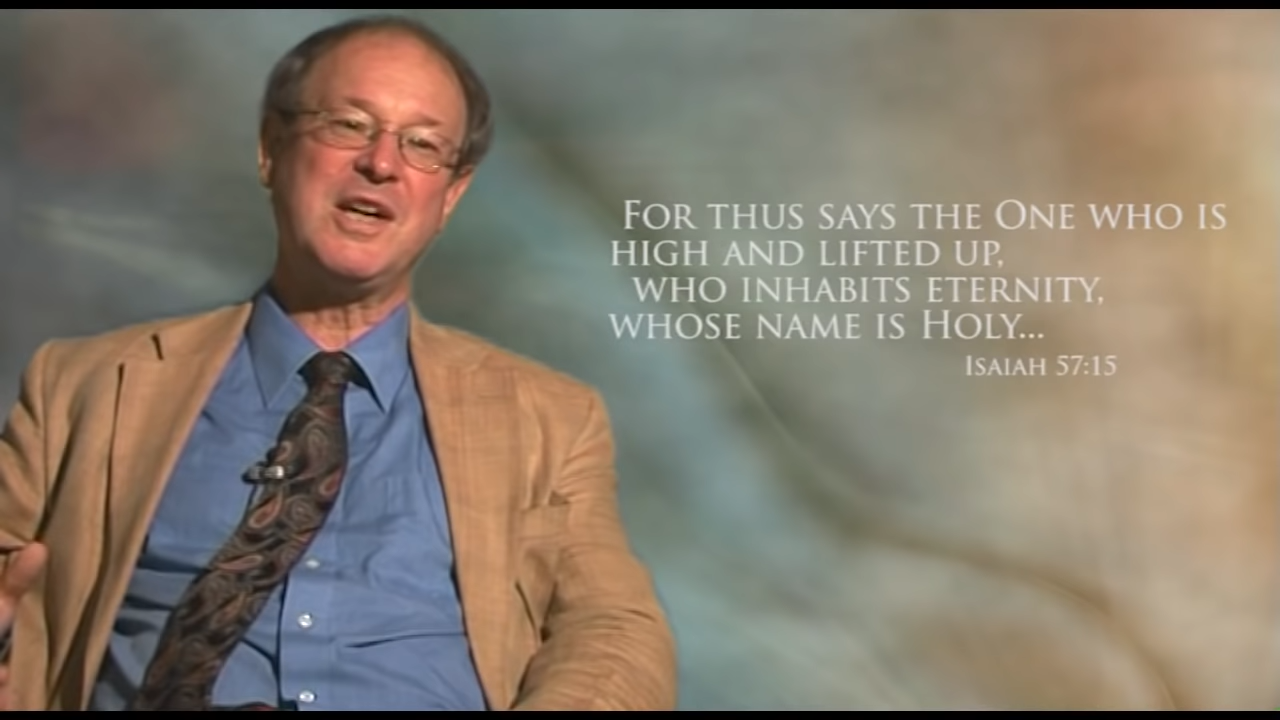 For thus says the One who is
high and lifted up,
who inhabits eternity,
whose name is Holy...
Isaiah 57:15